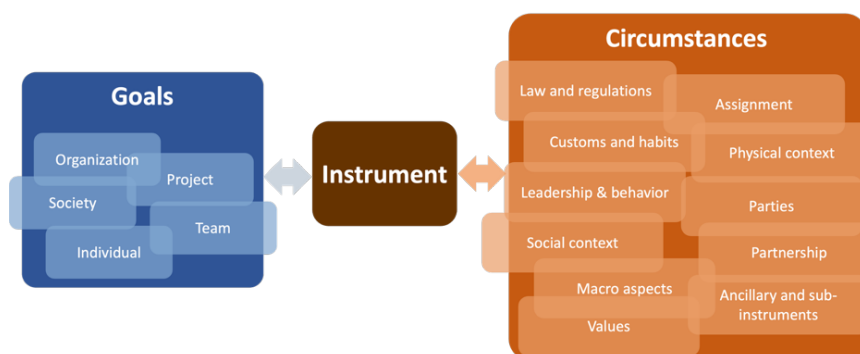 Goals
Organization
Project
Society
Team
Individual
Instrument
Circumstances
Law and regulations
Assignment
Customs and habits
Physical context
Leadership & behavior
Parties
Social context
Partnership
Macro aspects
Ancillary and sub-
instruments
Values